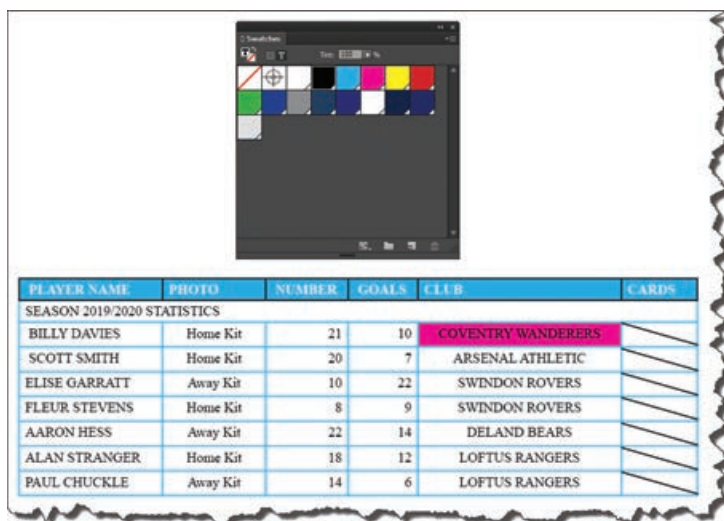 Swatches
Tint: 100 %
PLAYER NAME PHOTO NUMBER GOALS CLUB CARDS
SEASON 2019/2020 STATISTICS
BILLY DAVIES Home Kit 21 10 COVENTRY WANDERERS
SCOTT SMITH Home Kit 20 7 ARSENAL ATHLETIC
ELISE GARRATT Away Kit 10 22 SWINDON ROVERS
FLEUR STEVENS Home Kit 8 9 SWINDON ROVERS
AARON HESS Away Kit 22 14 DELAND BEARS
ALAN STRANGER Home Kit 18 12 LOFTUS RANGERS
PAUL CHUCKLE Away Kit 14 6 LOFTUS RANGERS